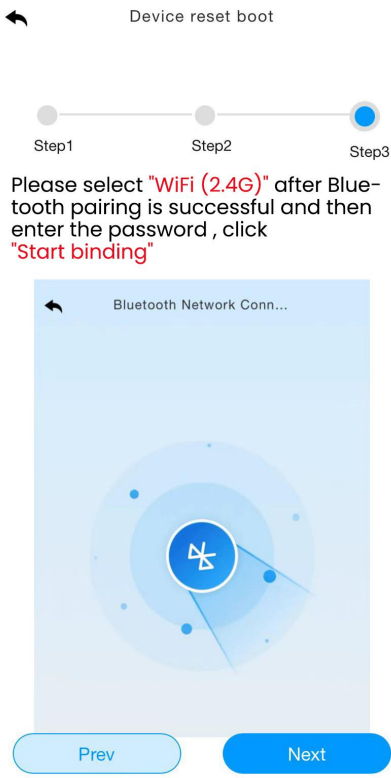 Device reset boot
Step1
Step2
Step3
Please select "WiFi (2.4G)" after Blue-
tooth pairing is successful and then
enter the password , click
"Start binding"
Bluetooth Network Conn...
Prev
Next